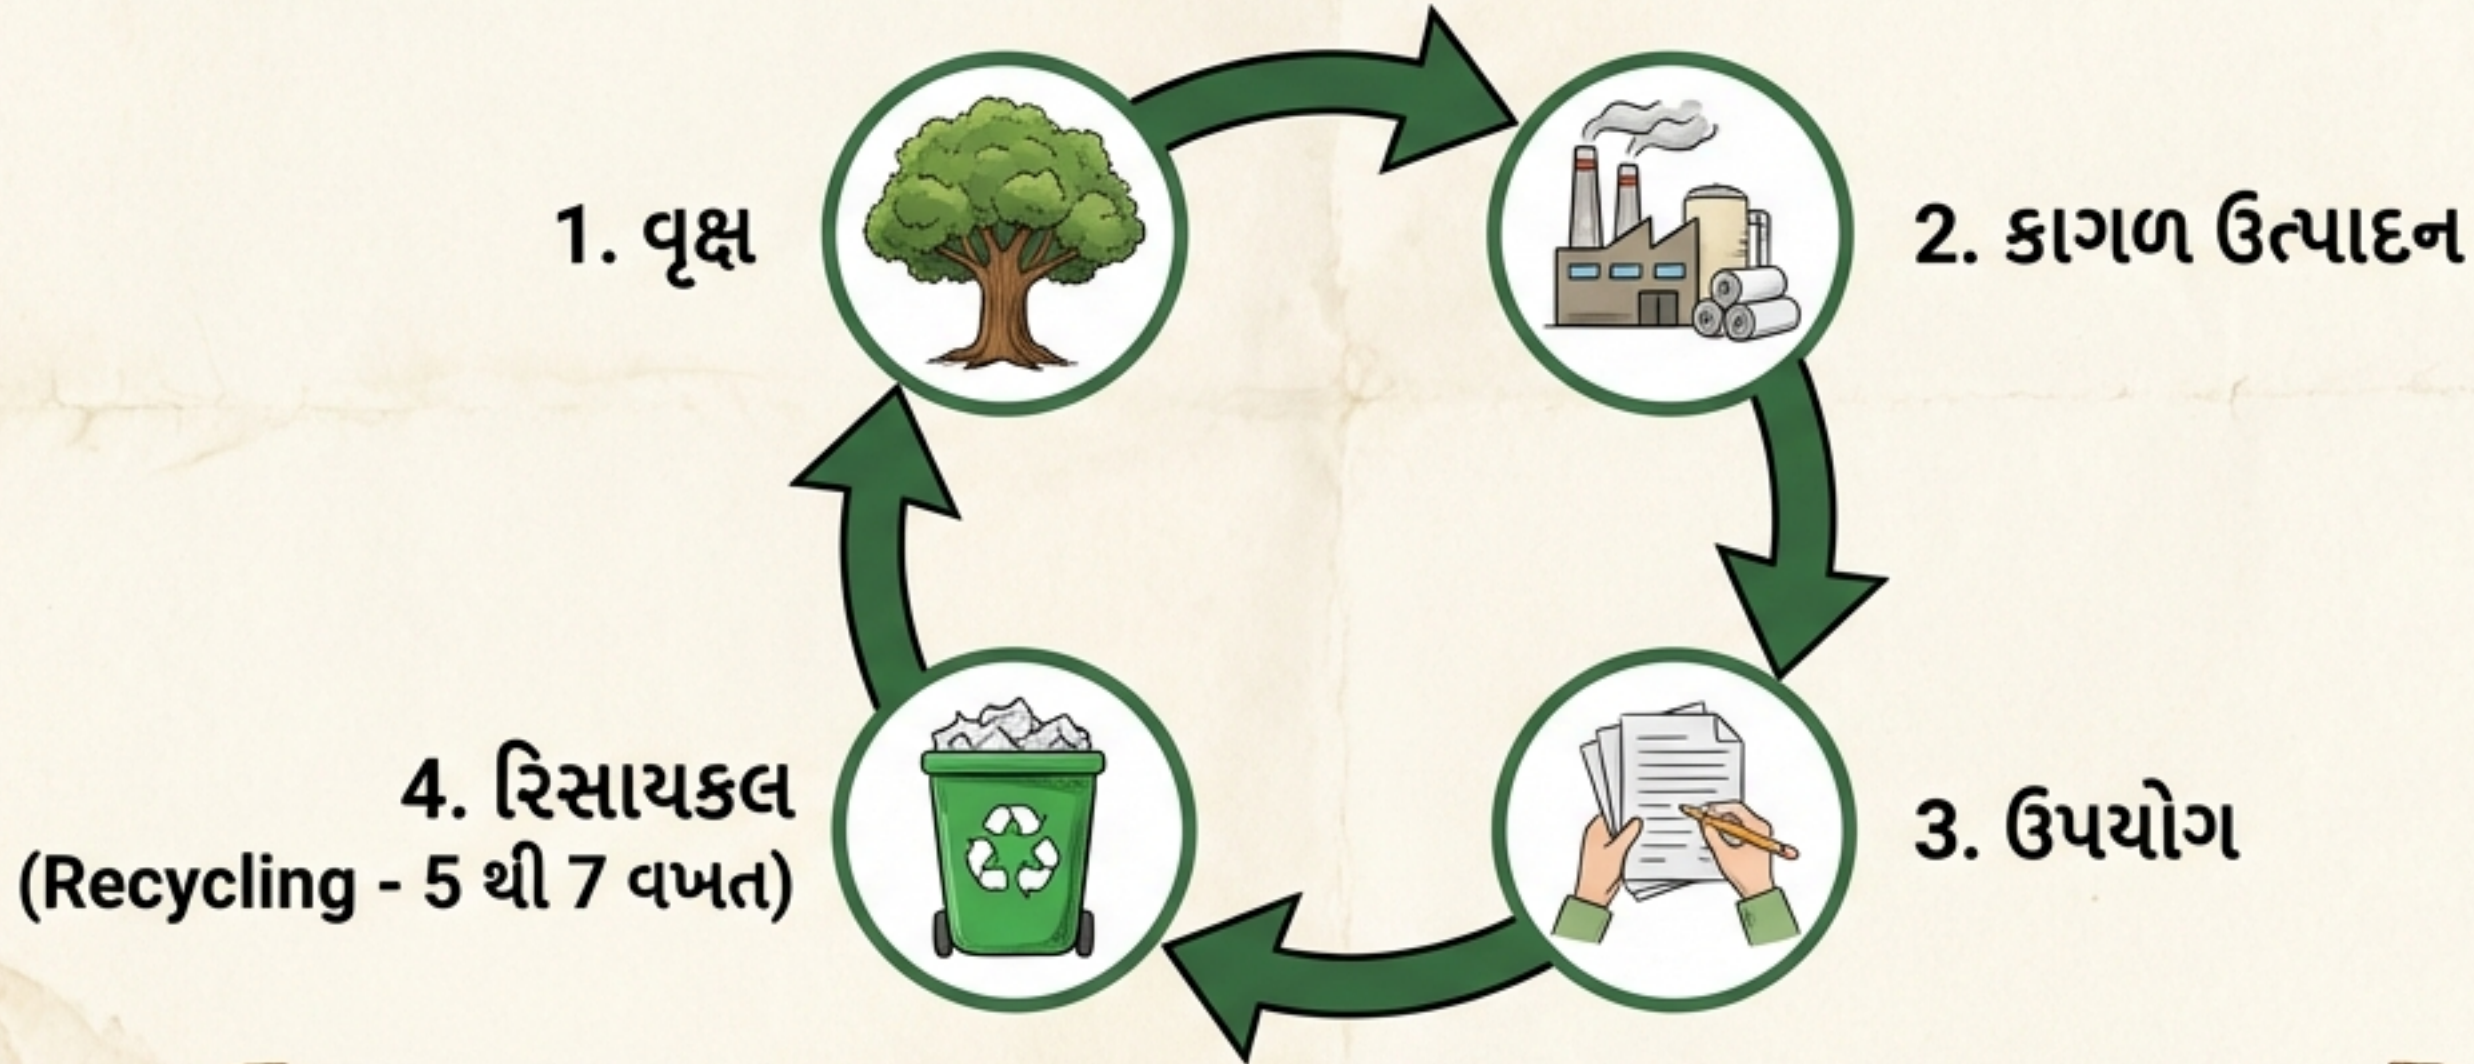 1. વૃક્ષ
2. કાગળ ઉત્પાદન
3. ઉપયોગ
4. રિસાયકલ
(Recycling - 5 થી 7 વખત)